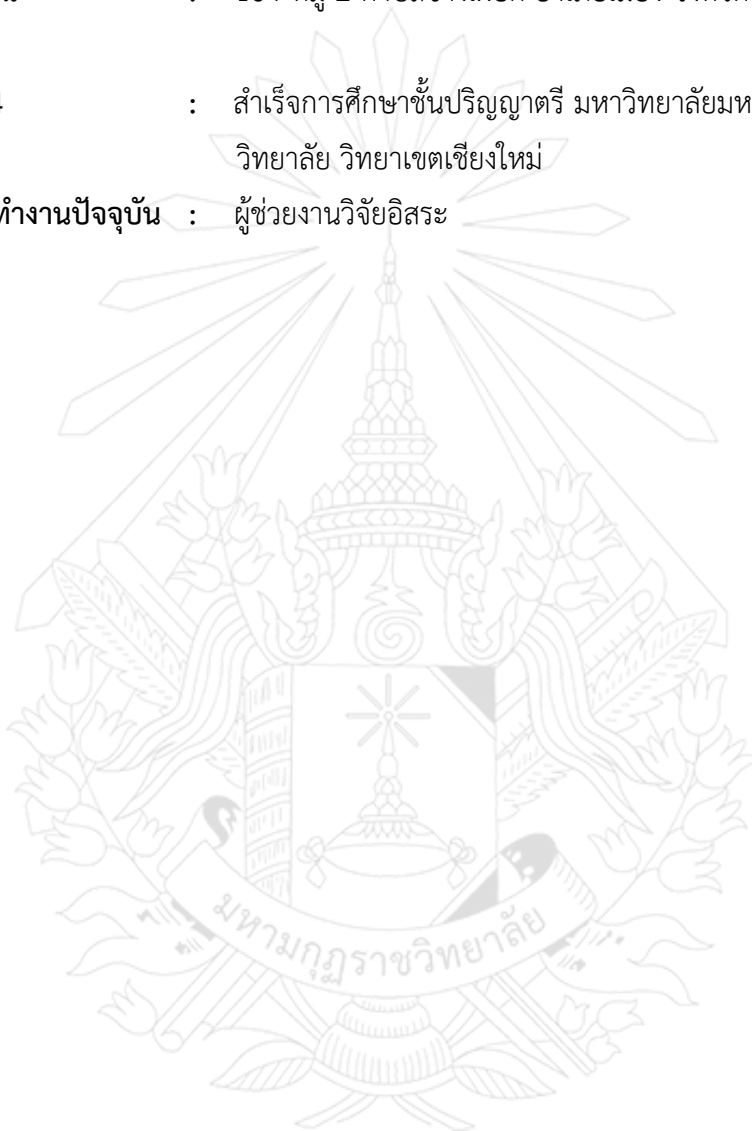 :
4 : สำเร็จการศึกษาชั้นปริญญาตรี มหาวิทยาลัยมห
วิทยาลัย วิทยาเขตเชียงใหม่
ทำงานปัจจุบัน : ผู้ช่วยงานวิจัยอิสระ
มหามกุฏราชวิทยาลัย